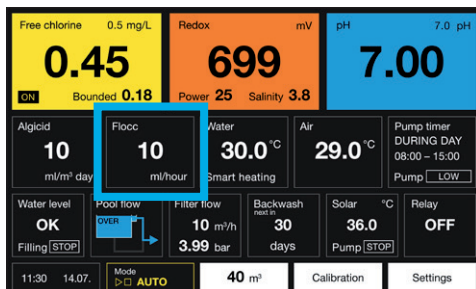 Free chlorine 0.5 mg/L
0.45
ON Bounded 0.18
Redox mV
699
Power 25 Salinity 3.8
pH 7.0 pH
7.00
Algicid
10
ml/m³ day
Flocc
10
ml/hour
Water
30.0 °C
Smart heating
Air
29.0 °C
Pump timer
DURING DAY
08:00 – 15:00
Pump LOW
Water level
OK
Filling STOP
Pool flow
OVER
Filter flow
10 m³/h
3.99 bar
Backwash
next in
30
days
Solar °C
36.0
Pump STOP
Relay
OFF
11:30 14.07.
Mode
AUTO
40 m³
Calibration
Settings